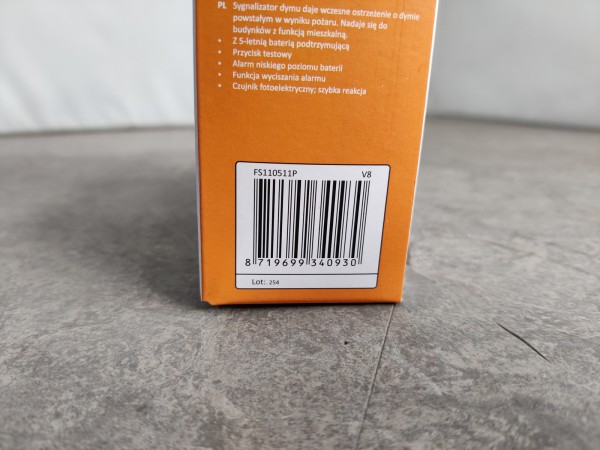 PL Sygnalizator dymu daje wczesne ostrzeżenie o dymie
powstałym w wyniku pożaru. Nadaje się do
budynków z funkcją mieszkalną.
• Z 5-letnią baterią podtrzymującą
• Przycisk testowy
• Alarm niskiego poziomu baterii
• Funkcja wyciszania alarmu
• Czujnik fotoelektryczny; szybka reakcja
FS110511P V8
8 719699 340930
Lot: 254